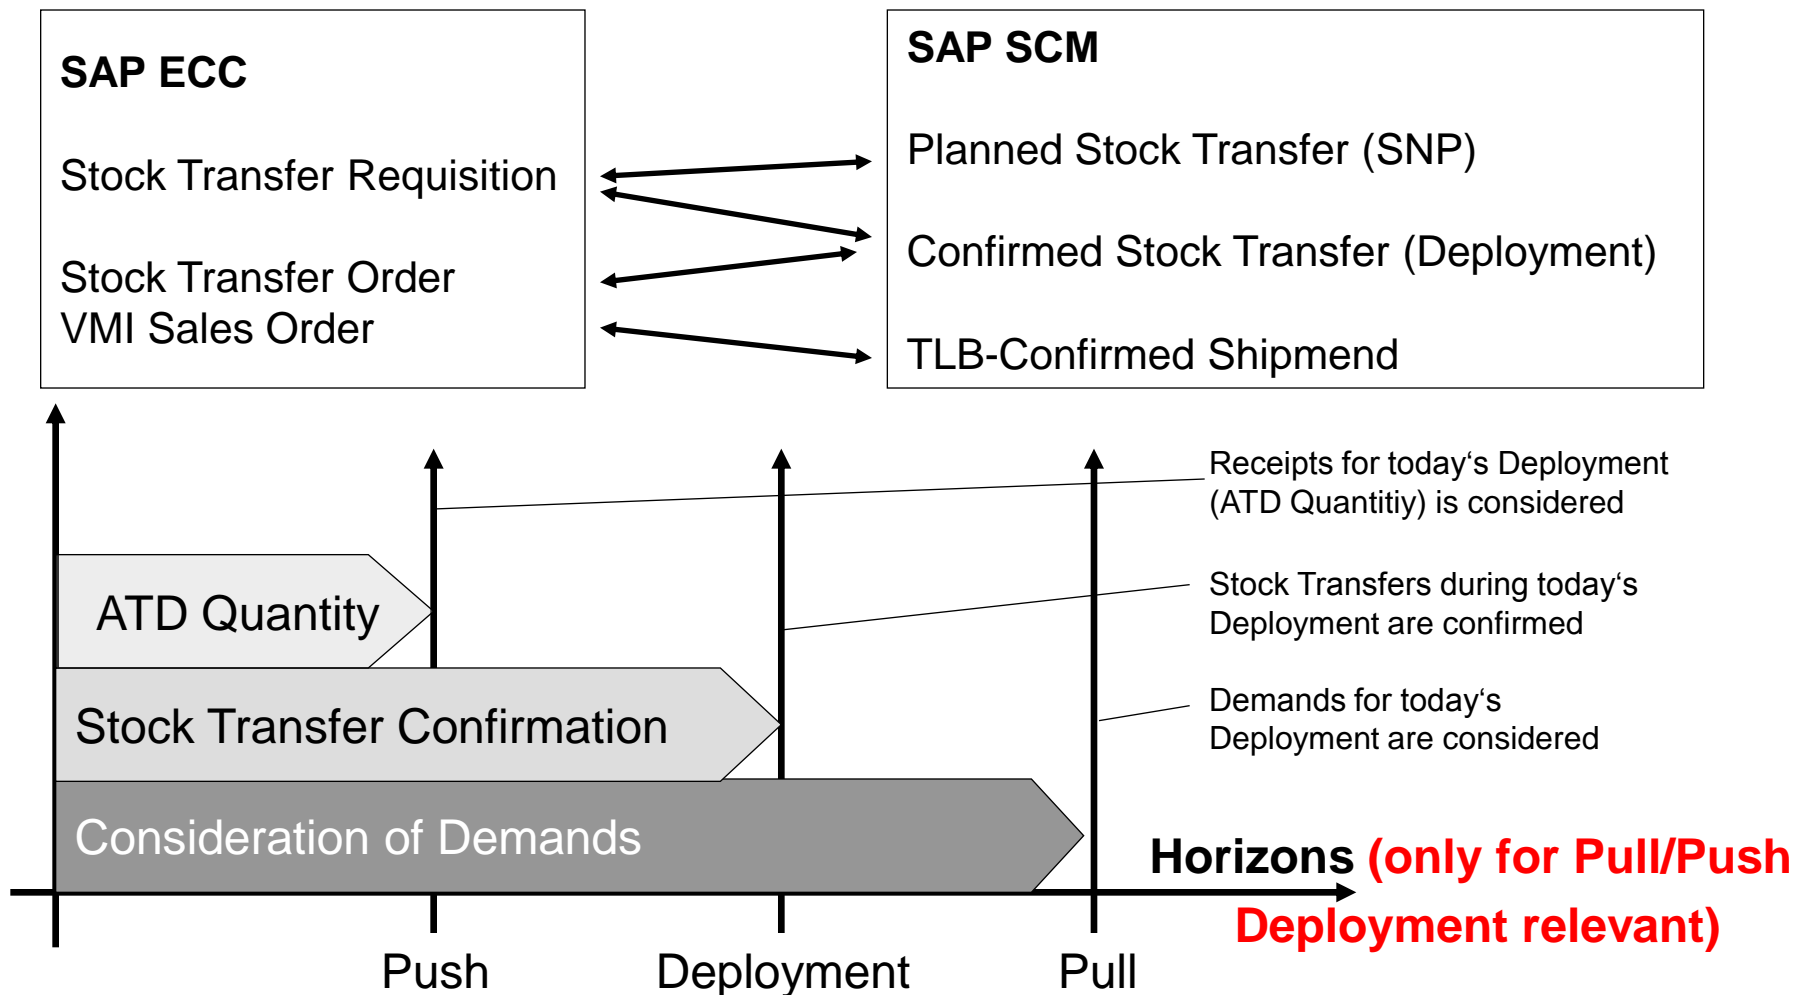 SAP ECC
Stock Transfer Requisition
Stock Transfer Order
VMI Sales Order
SAP SCM
Planned Stock Transfer (SNP)
Confirmed Stock Transfer (Deployment)
TLB-Confirmed Shipmend
Receipts for today‘s Deployment
(ATD Quantitiy) is considered
Stock Transfers during today‘s
Deployment are confirmed
Demands for today‘s
Deployment are considered
ATD Quantity
Stock Transfer Confirmation
Consideration of Demands
Horizons (only for Pull/Push
Deployment relevant)
Push
Deployment
Pull